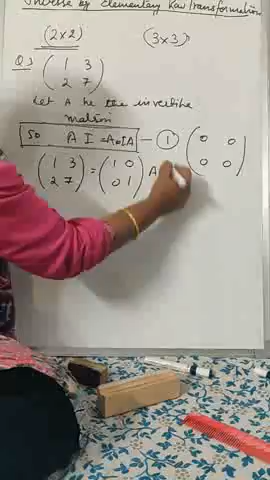 Inverse by Elementary Row Transformation
(2×2) (3×3)
Q3 ( 1 3
2 7 )
Let A be the invertible
matrix
So A I = A = IA — ①
( 0 0
0 0 )
( 1 3
2 7 ) = ( 1 0
0 1 ) A